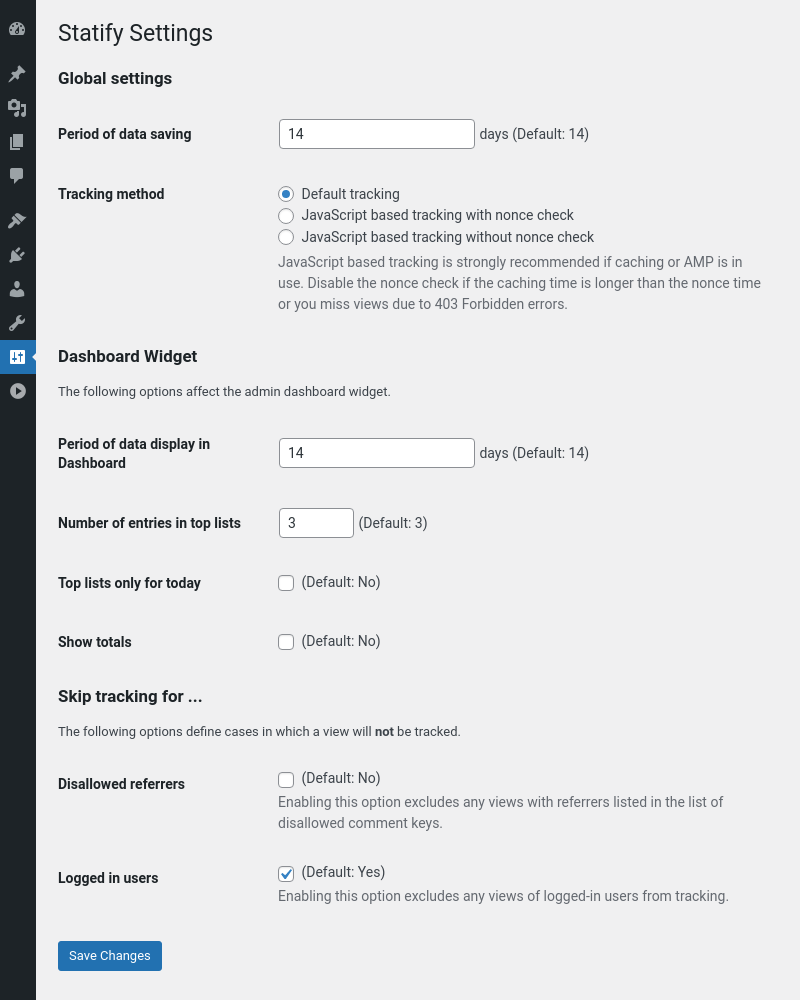 Statify Settings
Global settings
Period of data saving
14 days (Default: 14)
Tracking method
Default tracking
JavaScript based tracking with nonce check
JavaScript based tracking without nonce check
JavaScript based tracking is strongly recommended if caching or AMP is in
use. Disable the nonce check if the caching time is longer than the nonce time
or you miss views due to 403 Forbidden errors.
Dashboard Widget
The following options affect the admin dashboard widget.
Period of data display in
Dashboard
14 days (Default: 14)
Number of entries in top lists
3 (Default: 3)
Top lists only for today
(Default: No)
Show totals
(Default: No)
Skip tracking for ...
The following options define cases in which a view will not be tracked.
Disallowed referrers
(Default: No)
Enabling this option excludes any views with referrers listed in the list of
disallowed comment keys.
Logged in users
(Default: Yes)
Enabling this option excludes any views of logged-in users from tracking.
Save Changes